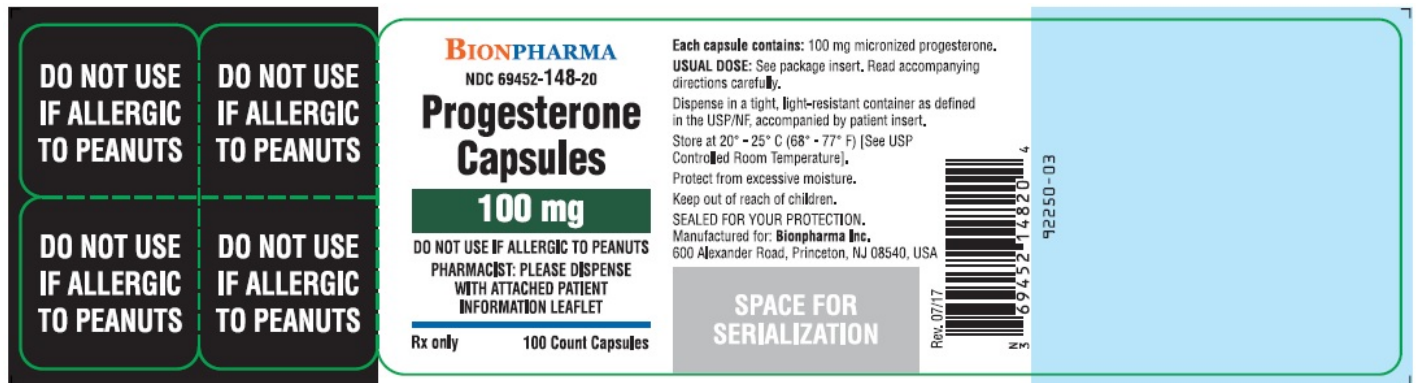 DO NOT USE
IF ALLERGIC
TO PEANUTS
DO NOT USE
IF ALLERGIC
TO PEANUTS
DO NOT USE
IF ALLERGIC
TO PEANUTS
DO NOT USE
IF ALLERGIC
TO PEANUTS
BIONPHARMA
NDC 69452-148-20
Progesterone
Capsules
100 mg
DO NOT USE IF ALLERGIC TO PEANUTS
PHARMACIST: PLEASE DISPENSE
WITH ATTACHED PATIENT
INFORMATION LEAFLET
Rx only 100 Count Capsules
Each capsule contains: 100 mg micronized progesterone.
USUAL DOSE: See package insert. Read accompanying
directions carefully.
Dispense in a tight, light-resistant container as defined
in the USP/NF, accompanied by patient insert.
Store at 20° - 25° C (68° - 77° F) [See USP
Controlled Room Temperature].
Protect from excessive moisture.
Keep out of reach of children.
SEALED FOR YOUR PROTECTION.
Manufactured for: Bionpharma Inc.
600 Alexander Road, Princeton, NJ 08540, USA
SPACE FOR
SERIALIZATION
Rev. 07/17
N 3 69452 14820 4
92250-03